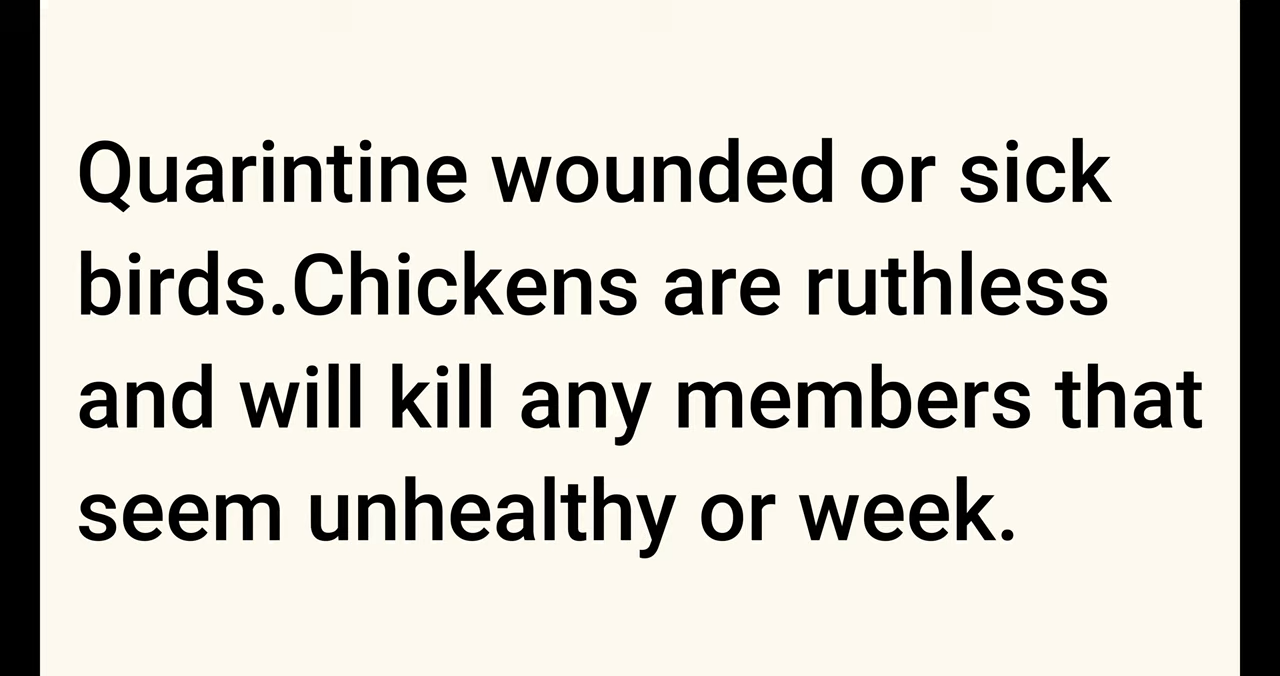 Quarintine wounded or sick
birds.Chickens are ruthless
and will kill any members that
seem unhealthy or week.